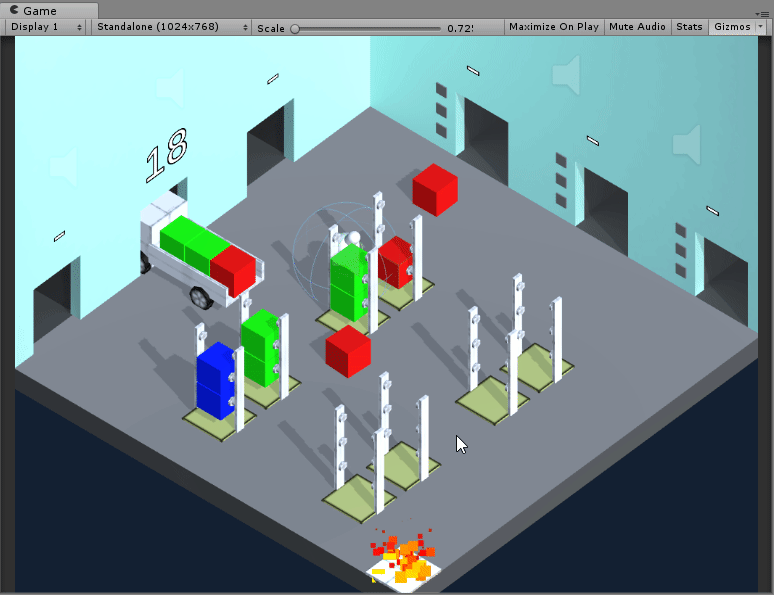 Game
Display 1 Standalone (1024x768) Scale 0.72: Maximize On Play Mute Audio Stats Gizmos
18